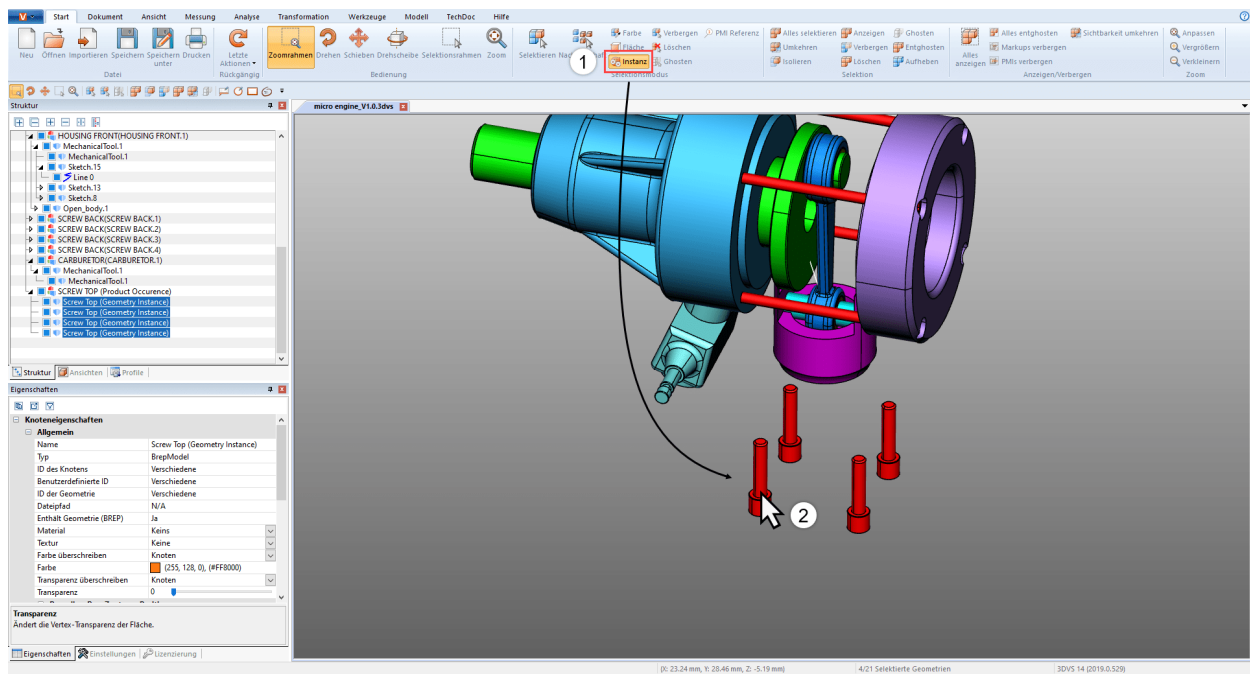 Start Dokument Ansicht Messung Analyse Transformation Werkzeuge Modell TechDoc Hilfe
Neu Öffnen Importieren Speichern Speichern unter Drucken
Datei
Letzte Aktionen
Rückgängig
Zoomrahmen Drehen Schieben Drehscheibe Selektionsrahmen Zoom
Bedienung
Selektieren
1
Farbe Verbergen PMI Referenz
Fläche Löschen
Instanz Ghosten
Selektionsmodus
Alles selektieren Anzeigen Ghosten
Umkehren Verbergen Entghosten
Isolieren Löschen Aufheben
Selektion
Alles anzeigen
Alles entghosten Sichtbarkeit umkehren
Markups verbergen
PMIs verbergen
Anzeigen/Verbergen
Anpassen
Vergrößern
Verkleinern
Zoom
Struktur
micro engine_V1.0.3dvs
HOUSING FRONT(HOUSING FRONT.1)
MechanicalTool.1
MechanicalTool.1
Sketch.15
Line 0
Sketch.13
Sketch.8
Open_body.1
SCREW BACK(SCREW BACK.1)
SCREW BACK(SCREW BACK.2)
SCREW BACK(SCREW BACK.3)
SCREW BACK(SCREW BACK.4)
CARBURETOR(CARBURETOR.1)
MechanicalTool.1
MechanicalTool.1
SCREW TOP (Product Occurence)
Screw Top (Geometry Instance)
Screw Top (Geometry Instance)
Screw Top (Geometry Instance)
Screw Top (Geometry Instance)
Struktur Ansichten Profile
Eigenschaften
Knoteneigenschaften
Allgemein
Name Screw Top (Geometry Instance)
Typ BrepModel
ID des Knotens Verschiedene
Benutzerdefinierte ID Verschiedene
ID der Geometrie Verschiedene
Dateipfad N/A
Enthält Geometrie (BREP) Ja
Material Keins
Textur Keine
Farbe überschreiben Knoten
Farbe (255, 128, 0), (#FF8000)
Transparenz überschreiben Knoten
Transparenz 0
Transparenz
Ändert die Vertex-Transparenz der Fläche.
Eigenschaften Einstellungen Lizenzierung
2
(X: 23.24 mm, Y: 28.46 mm, Z: -5.19 mm) 4/21 Selektierte Geometrien 3DVS 14 (2019.0.529)